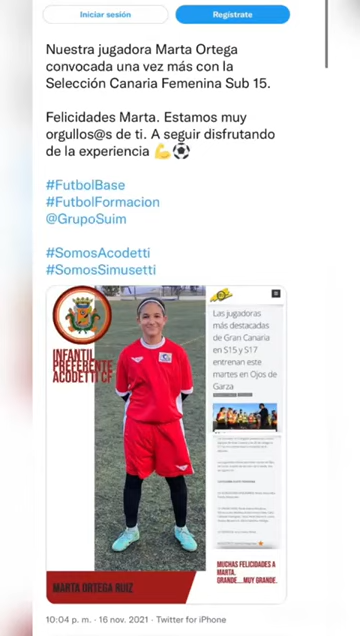 Iniciar sesión
Regístrate
Nuestra jugadora Marta Ortega
convocada una vez más con la
Selección Canaria Femenina Sub 15.
Felicidades Marta. Estamos muy
orgullos@s de ti. A seguir disfrutando
de la experiencia 💪⚽
#FutbolBase
#FutbolFormacion
@GrupoSuim
#SomosAcodetti
#SomosSimusetti
INFANTIL
PREFERENTE
ACODETTI CF
Las jugadoras
más destacadas
de Gran Canaria
en S15 y S17
entrenan este
martes en Ojos de
Garza
MUCHAS FELICIDADES A
MARTA.
GRANDE....MUY GRANDE.
MARTA ORTEGA RUIZ
10:04 p. m. · 16 nov. 2021 · Twitter for iPhone